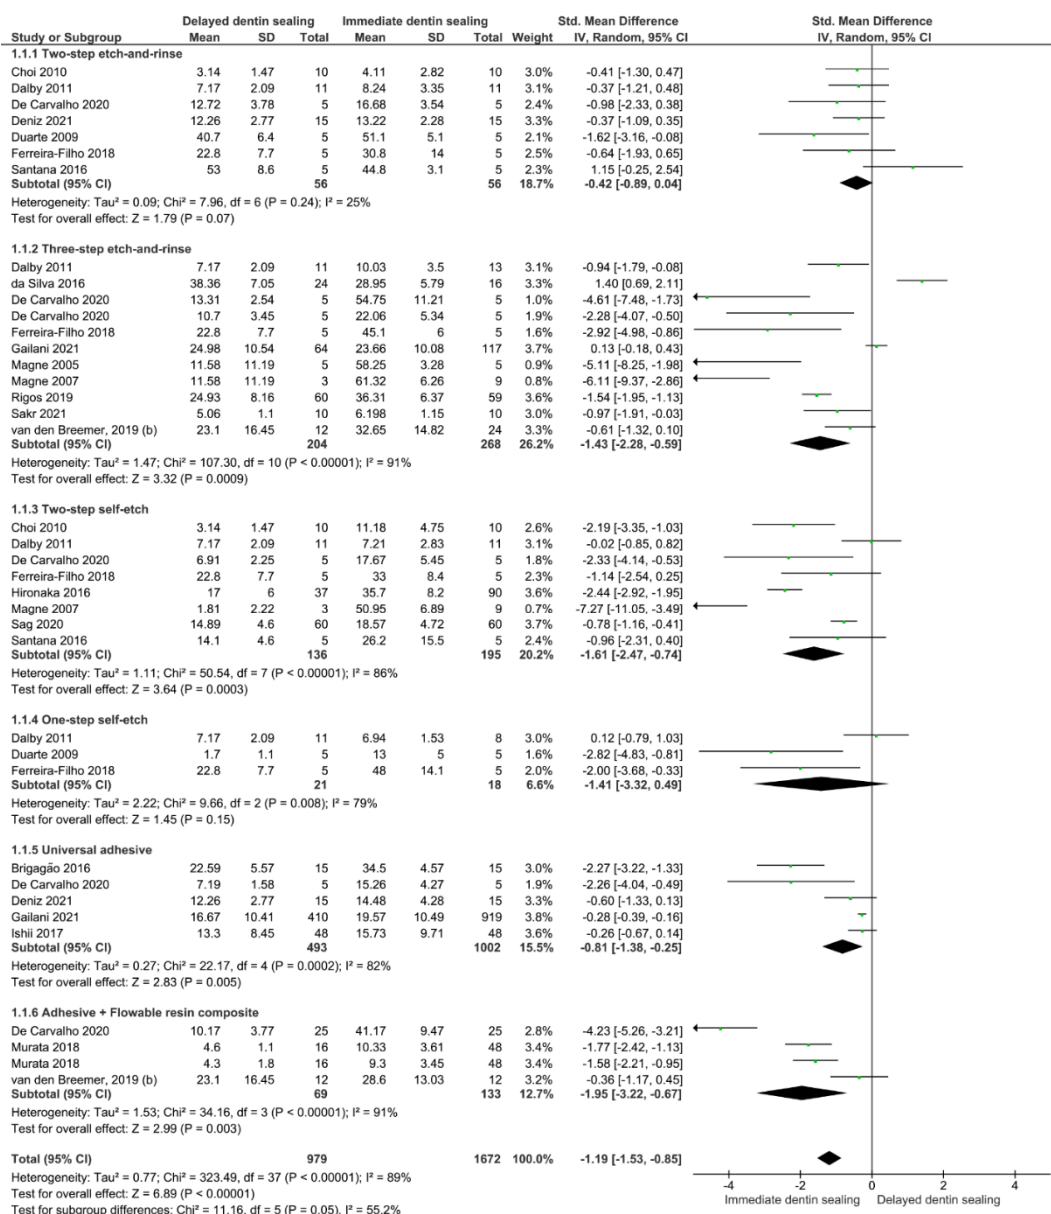 Delayed dentin sealing Immediate dentin sealing Std. Mean Difference Std. Mean Difference
Study or Subgroup Mean SD Total Mean SD Total Weight IV, Random, 95% CI IV, Random, 95% CI
1.1.1 Two-step etch-and-rinse
Choi 2010 3.14 1.47 10 4.11 2.82 10 3.0% -0.41 [-1.30, 0.47]
Dalby 2011 7.17 2.09 11 8.24 3.35 11 3.1% -0.37 [-1.21, 0.48]
De Carvalho 2020 12.72 3.78 5 16.68 3.54 5 2.4% -0.98 [-2.33, 0.38]
Deniz 2021 12.26 2.77 15 13.22 2.28 15 3.3% -0.37 [-1.09, 0.35]
Duarte 2009 40.7 6.4 5 51.1 5.1 5 2.1% -1.62 [-3.16, -0.08]
Ferreira-Filho 2018 22.8 7.7 5 30.8 14 5 2.5% -0.64 [-1.93, 0.65]
Santana 2016 53 8.6 5 44.8 3.1 5 2.3% 1.15 [-0.25, 2.54]
Subtotal (95% CI) 56 56 18.7% -0.42 [-0.89, 0.04]
Heterogeneity: Tau² = 0.09; Chi² = 7.96, df = 6 (P = 0.24); I² = 25%
Test for overall effect: Z = 1.79 (P = 0.07)
1.1.2 Three-step etch-and-rinse
Dalby 2011 7.17 2.09 11 10.03 3.5 13 3.1% -0.94 [-1.79, -0.08]
da Silva 2016 38.36 7.05 24 28.95 5.79 16 3.3% 1.40 [0.69, 2.11]
De Carvalho 2020 13.31 2.54 5 54.75 11.21 5 1.0% -4.61 [-7.48, -1.73]
De Carvalho 2020 10.7 3.45 5 22.06 5.34 5 1.7% -2.28 [-4.07, -0.50]
Ferreira-Filho 2018 22.8 7.7 5 45.1 6 5 1.6% -2.92 [-4.98, -0.86]
Gailani 2021 24.98 10.54 64 23.66 10.08 117 3.7% 0.13 [-0.18, 0.43]
Magne 2005 11.58 11.19 5 58.25 3.28 5 0.9% -5.11 [-8.25, -1.98]
Magne 2007 11.58 11.19 3 61.32 6.26 9 0.8% -6.11 [-9.37, -2.86]
Rigos 2019 24.93 8.16 60 36.31 6.37 59 3.6% -1.54 [-1.95, -1.13]
Sakr 2021 5.06 1.1 10 6.198 1.15 10 3.0% -0.97 [-1.91, -0.03]
van den Breemer, 2019 (b) 23.1 16.45 12 32.65 14.82 24 3.3% -0.61 [-1.32, 0.10]
Subtotal (95% CI) 204 268 26.2% -1.43 [-2.28, -0.59]
Heterogeneity: Tau² = 1.47; Chi² = 107.30, df = 10 (P < 0.00001); I² = 91%
Test for overall effect: Z = 3.32 (P = 0.0009)
1.1.3 Two-step self-etch
Choi 2010 3.14 1.47 10 11.18 4.75 10 2.6% -2.19 [-3.35, -1.03]
Dalby 2011 7.17 2.09 11 7.21 2.83 11 3.1% -0.02 [-0.85, 0.82]
De Carvalho 2020 6.91 2.25 5 17.67 5.45 5 1.8% -2.33 [-4.14, -0.53]
Ferreira-Filho 2018 22.8 7.7 5 33 8.4 5 2.3% -1.14 [-2.54, 0.25]
Hironaka 2016 17 6 37 35.7 8.2 90 3.6% -2.44 [-2.92, -1.95]
Magne 2007 1.81 2.22 3 50.95 6.89 9 0.7% -7.27 [-11.05, -3.49]
Sag 2020 14.89 4.6 60 18.57 4.72 60 3.7% -0.78 [-1.16, -0.41]
Santana 2016 14.1 4.6 5 26.2 15.5 5 2.4% -0.96 [-2.31, 0.40]
Subtotal (95% CI) 136 195 20.2% -1.61 [-2.47, -0.74]
Heterogeneity: Tau² = 1.11; Chi² = 50.54, df = 7 (P < 0.00001); I² = 86%
Test for overall effect: Z = 3.64 (P = 0.0003)
1.1.4 One-step self-etch
Dalby 2011 7.17 2.09 11 6.94 1.53 8 3.0% 0.12 [-0.79, 1.03]
Duarte 2009 1.7 1.1 5 13 5 5 1.6% -2.82 [-4.83, -0.81]
Ferreira-Filho 2018 22.8 7.7 5 48 14.1 5 2.0% -2.00 [-3.68, -0.33]
Subtotal (95% CI) 21 18 6.6% -1.41 [-3.32, 0.49]
Heterogeneity: Tau² = 2.22; Chi² = 9.66, df = 2 (P = 0.008); I² = 79%
Test for overall effect: Z = 1.45 (P = 0.15)
1.1.5 Universal adhesive
Brigagão 2016 22.59 5.57 15 34.5 4.57 15 3.0% -2.27 [-3.22, -1.33]
De Carvalho 2020 7.19 1.58 5 15.26 4.27 5 1.9% -2.26 [-4.04, -0.49]
Deniz 2021 12.26 2.77 15 14.48 4.28 15 3.3% -0.60 [-1.33, 0.13]
Gailani 2021 16.67 10.41 410 19.57 10.49 919 3.8% -0.28 [-0.39, -0.16]
Ishii 2017 13.3 8.45 48 15.73 9.71 48 3.6% -0.26 [-0.67, 0.14]
Subtotal (95% CI) 493 1002 15.5% -0.81 [-1.38, -0.25]
Heterogeneity: Tau² = 0.27; Chi² = 22.17, df = 4 (P = 0.0002); I² = 82%
Test for overall effect: Z = 2.83 (P = 0.005)
1.1.6 Adhesive + Flowable resin composite
De Carvalho 2020 10.17 3.77 25 41.17 9.47 25 2.8% -4.23 [-5.26, -3.21]
Murata 2018 4.6 1.1 16 10.33 3.61 48 3.4% -1.77 [-2.42, -1.13]
Murata 2018 4.3 1.8 16 9.3 3.45 48 3.4% -1.58 [-2.21, -0.95]
van den Breemer, 2019 (b) 23.1 16.45 12 28.6 13.03 12 3.2% -0.36 [-1.17, 0.45]
Subtotal (95% CI) 69 133 12.7% -1.95 [-3.22, -0.67]
Heterogeneity: Tau² = 1.53; Chi² = 34.16, df = 3 (P < 0.00001); I² = 91%
Test for overall effect: Z = 2.99 (P = 0.003)
Total (95% CI) 979 1672 100.0% -1.19 [-1.53, -0.85]
Heterogeneity: Tau² = 0.77; Chi² = 323.49, df = 37 (P < 0.00001); I² = 89%
Test for overall effect: Z = 6.89 (P < 0.00001)
Test for subgroup differences: Chi² = 11.16, df = 5 (P = 0.05), I² = 55.2%
-4 -2 0 2 4
Immediate dentin sealing Delayed dentin sealing